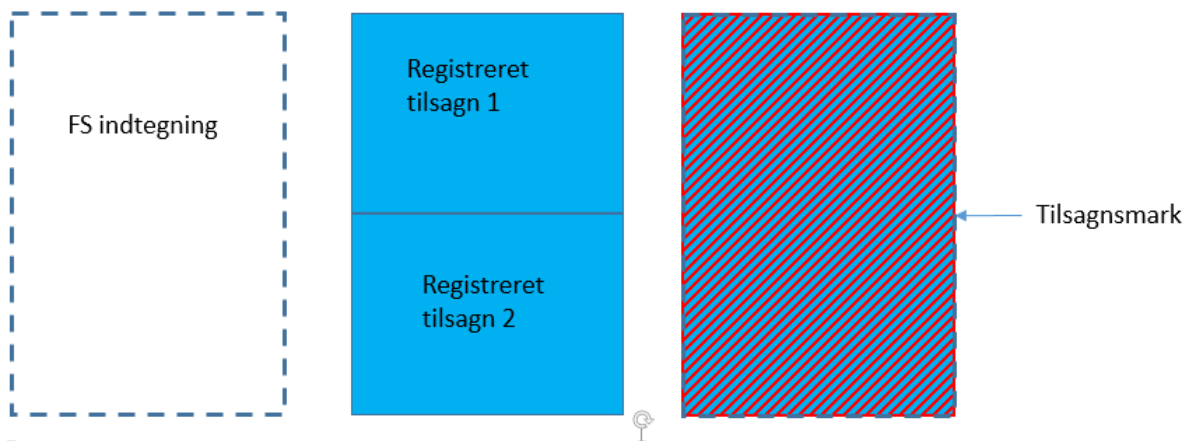 FS indtegning
Registreret
tilsagn 1
Registreret
tilsagn 2
Tilsagnsmark